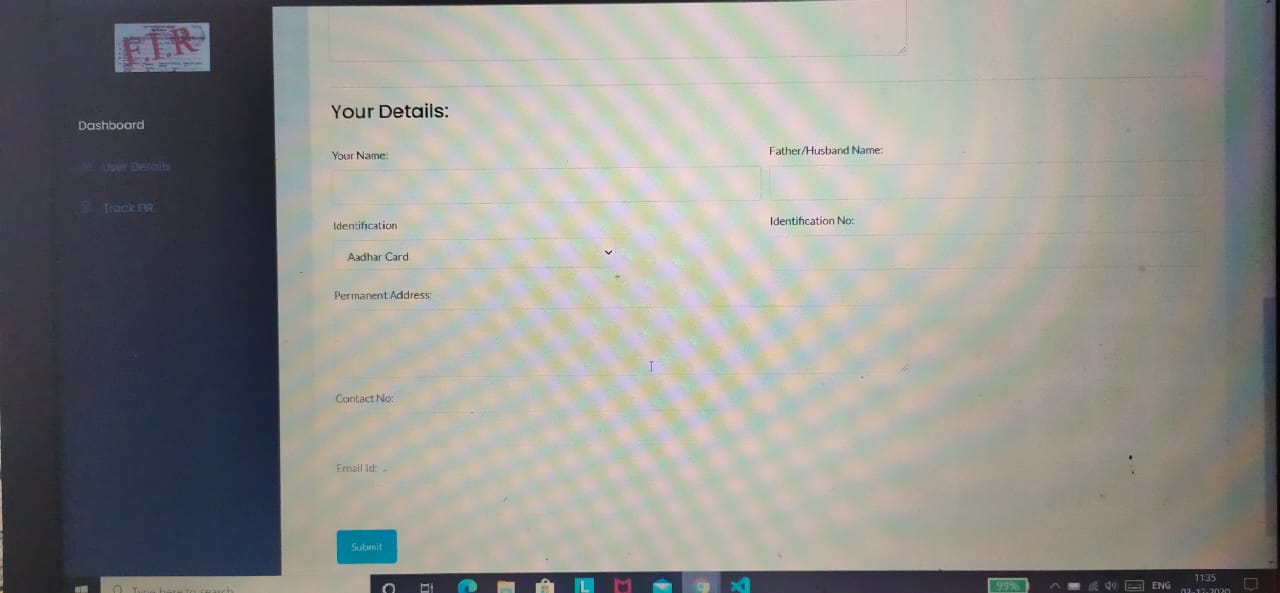 F.I.R
Dashboard
User Details
Track FIR
Your Details:
Your Name:
Father/Husband Name:
Identification
Identification No:
Aadhar Card
Permanent Address:
Contact No:
Email Id:
Submit
Type here to search
99%
ENG
11:35
02-12-2020